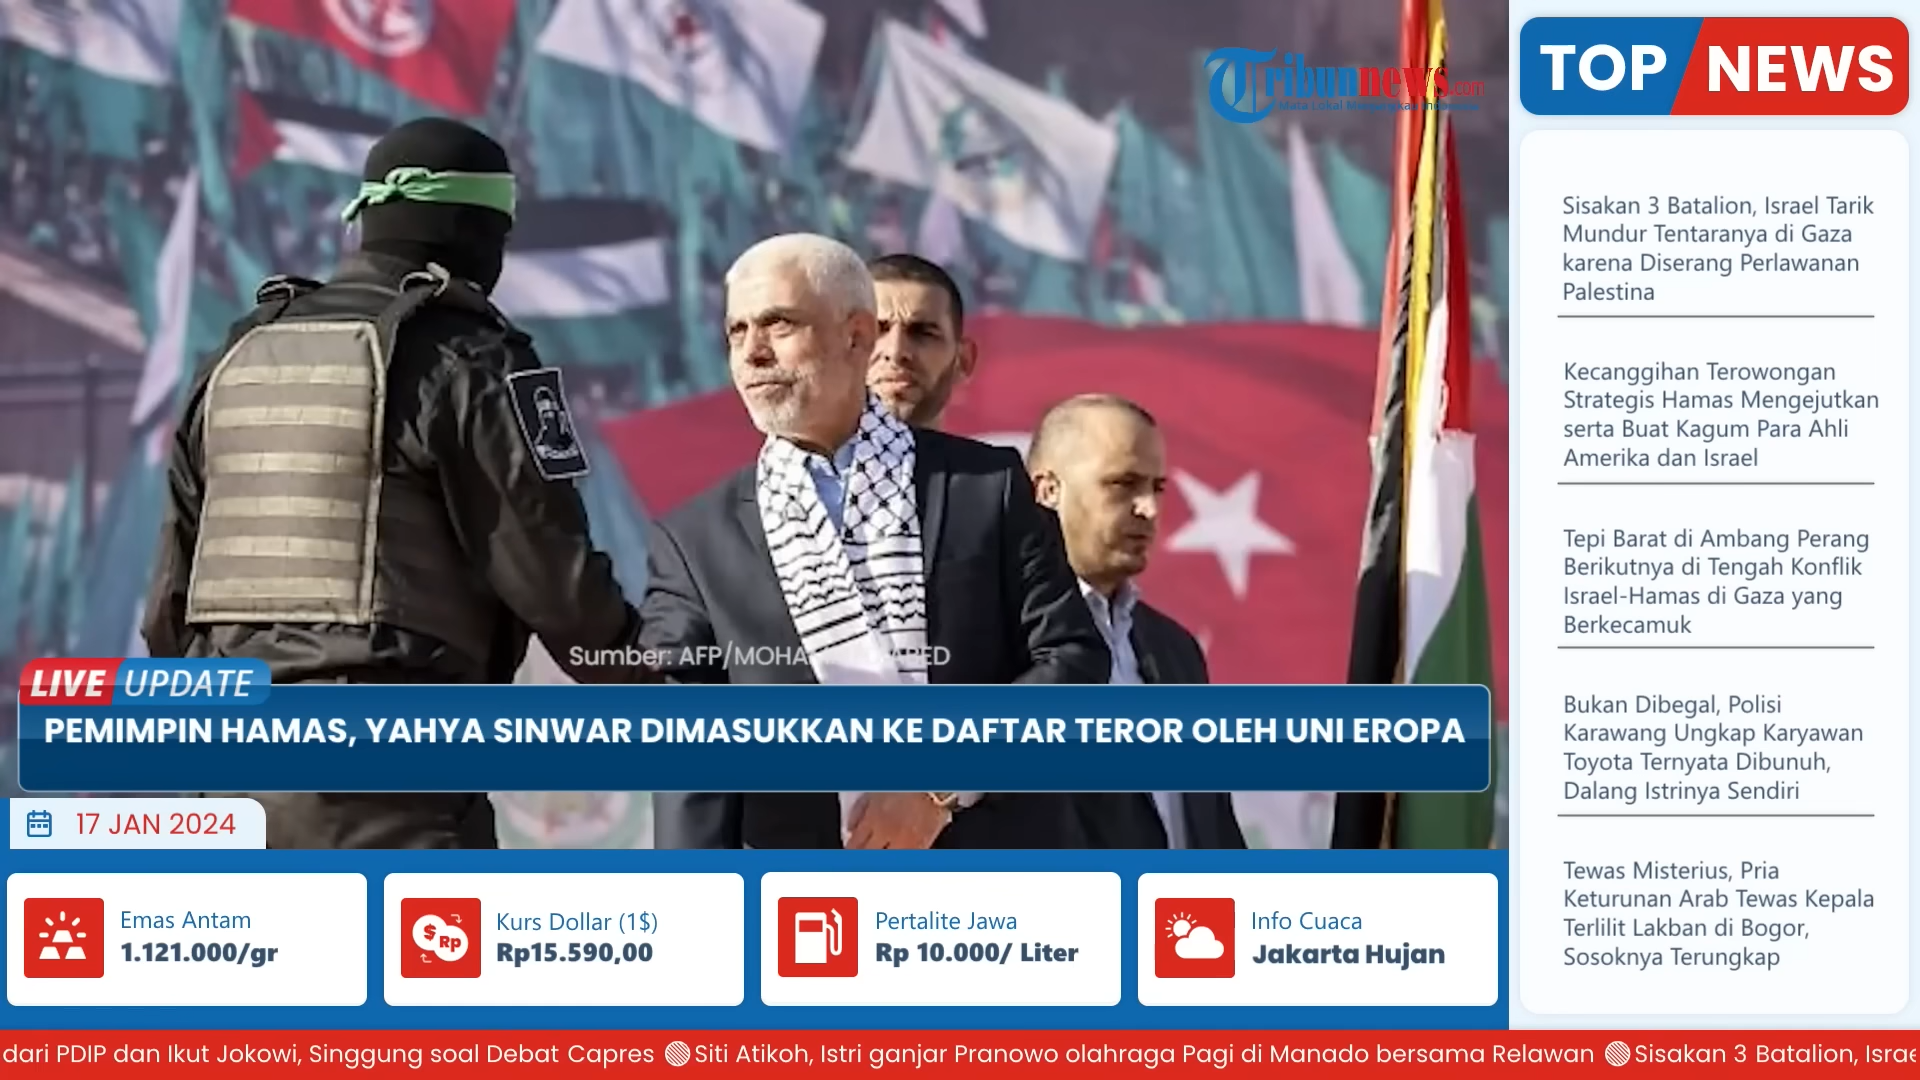 Tribunnews.com
TOP NEWS
Sisakan 3 Batalion, Israel Tarik
Mundur Tentaranya di Gaza
karena Diserang Perlawanan
Palestina
Kecanggihan Terowongan
Strategis Hamas Mengejutkan
serta Buat Kagum Para Ahli
Amerika dan Israel
Tepi Barat di Ambang Perang
Berikutnya di Tengah Konflik
Israel-Hamas di Gaza yang
Berkecamuk
Bukan Dibegal, Polisi
Karawang Ungkap Karyawan
Toyota Ternyata Dibunuh,
Dalang Istrinya Sendiri
Tewas Misterius, Pria
Keturunan Arab Tewas Kepala
Terlilit Lakban di Bogor,
Sosoknya Terungkap
Sumber: AFP/
LIVE UPDATE
PEMIMPIN HAMAS, YAHYA SINWAR DIMASUKKAN KE DAFTAR TEROR OLEH UNI EROPA
17 JAN 2024
Emas Antam
1.121.000/gr
Kurs Dollar (1$)
Rp15.590,00
Pertalite Jawa
Rp 10.000/ Liter
Info Cuaca
Jakarta Hujan
dari PDIP dan Ikut Jokowi, Singgung soal Debat Capres Siti Atikoh, Istri ganjar Pranowo olahraga Pagi di Manado bersama Relawan Sisakan 3 Batalion,